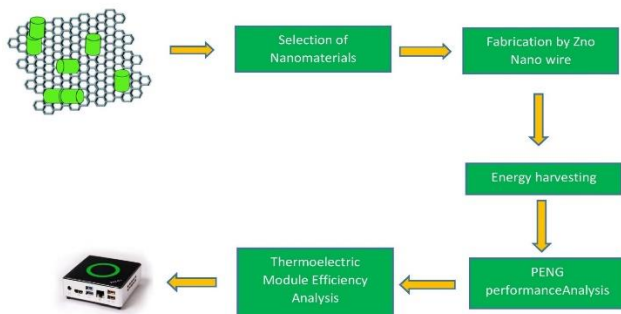 Selection of
Nanomaterials
Fabrication by Zno
Nano wire
Energy harvesting
PENG
performanceAnalysis
Thermoelectric
Module Efficiency
Analysis